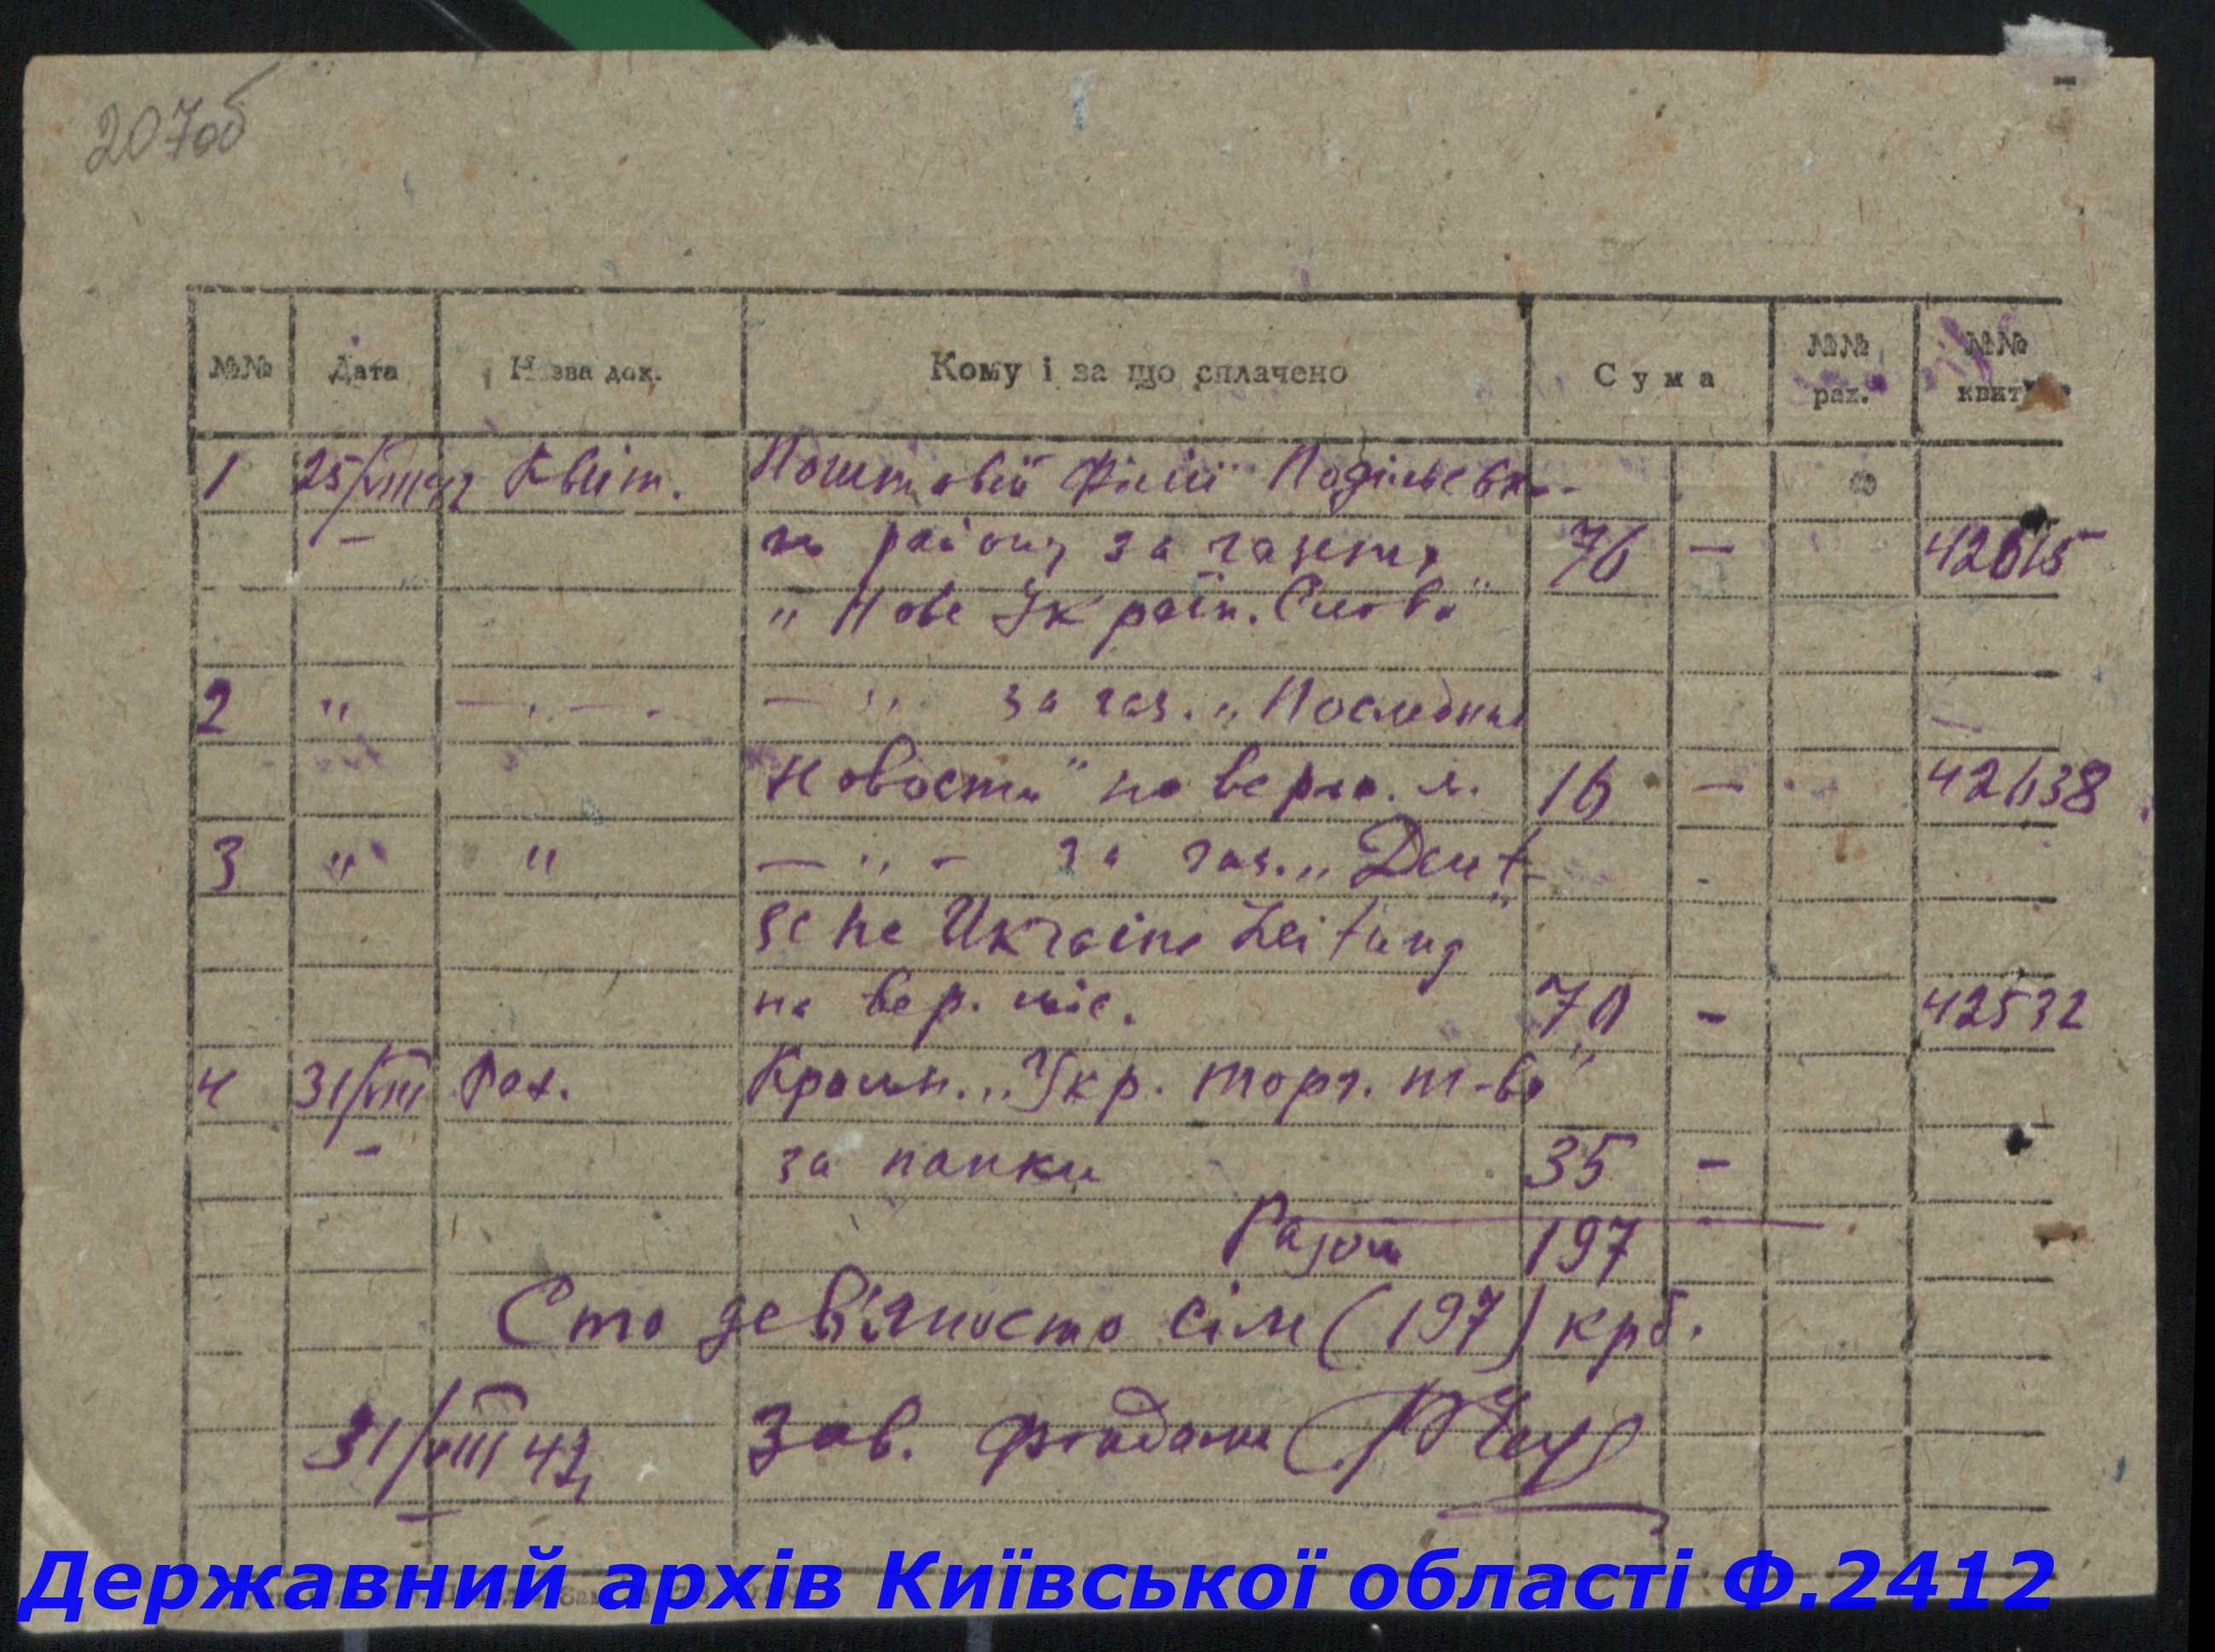 207об
№№ Дата Назва док. Кому і за що сплачено Сума №№ рах. №№ квит
1 25/VIII 42 Квіт. Поштовій філії Подільськ-
го району за газету 76 — 42615
„Нове Україн. Слово"
2 " — " — — " за газ. „Последние
Новости" на верес. м. 16 — 42638
3 " " — " — за газ. „Deut-
sche Ukraine Zeitung"
на вер. міс. 70 - 42532
4 31/VIII Рах. Крамн. „Укр. торг. т-во"
за папки 35 -
Разом 197
Сто дев'яносто сім (197) крб.
31/VIII 42 Зав. фондами
Державний архів Київської області Ф.2412